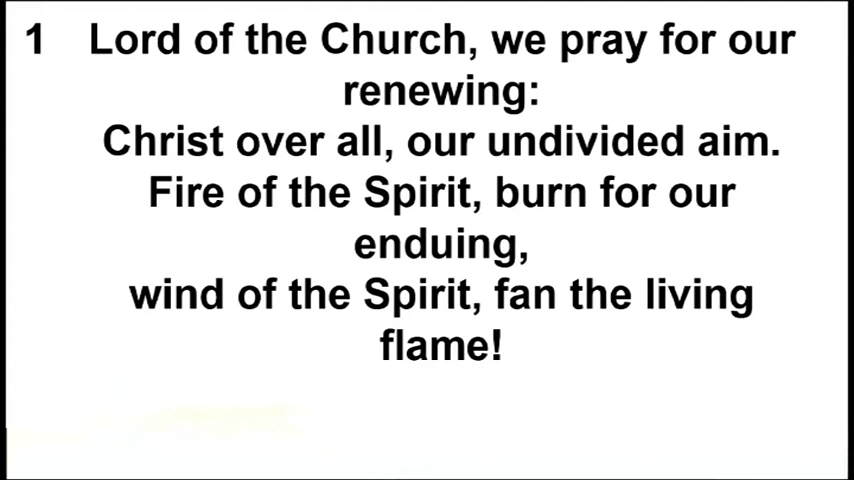 1 Lord of the Church, we pray for our
renewing:
Christ over all, our undivided aim.
Fire of the Spirit, burn for our
enduing,
wind of the Spirit, fan the living
flame!